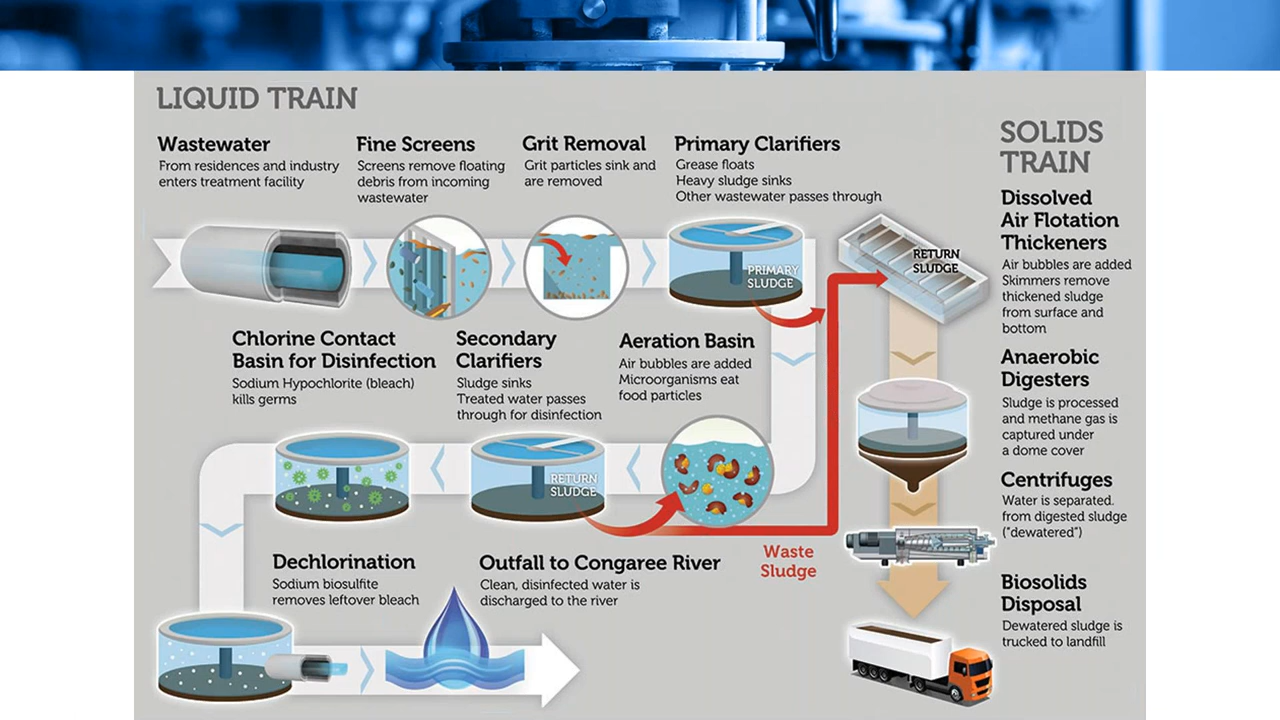 LIQUID TRAIN
Wastewater
From residences and industry
enters treatment facility
Fine Screens
Screens remove floating
debris from incoming
wastewater
Grit Removal
Grit particles sink and
are removed
Primary Clarifiers
Grease floats
Heavy sludge sinks
Other wastewater passes through
PRIMARY
SLUDGE
RETURN
SLUDGE
Chlorine Contact
Basin for Disinfection
Sodium Hypochlorite (bleach)
kills germs
Secondary
Clarifiers
Sludge sinks
Treated water passes
through for disinfection
Aeration Basin
Air bubbles are added
Microorganisms eat
food particles
RETURN
SLUDGE
Waste
Sludge
Dechlorination
Sodium biosulfite
removes leftover bleach
Outfall to Congaree River
Clean, disinfected water is
discharged to the river
SOLIDS
TRAIN
Dissolved
Air Flotation
Thickeners
Air bubbles are added
Skimmers remove
thickened sludge
from surface and
bottom
Anaerobic
Digesters
Sludge is processed
and methane gas is
captured under
a dome cover
Centrifuges
Water is separated.
from digested sludge
("dewatered")
Biosolids
Disposal
Dewatered sludge is
trucked to landfill